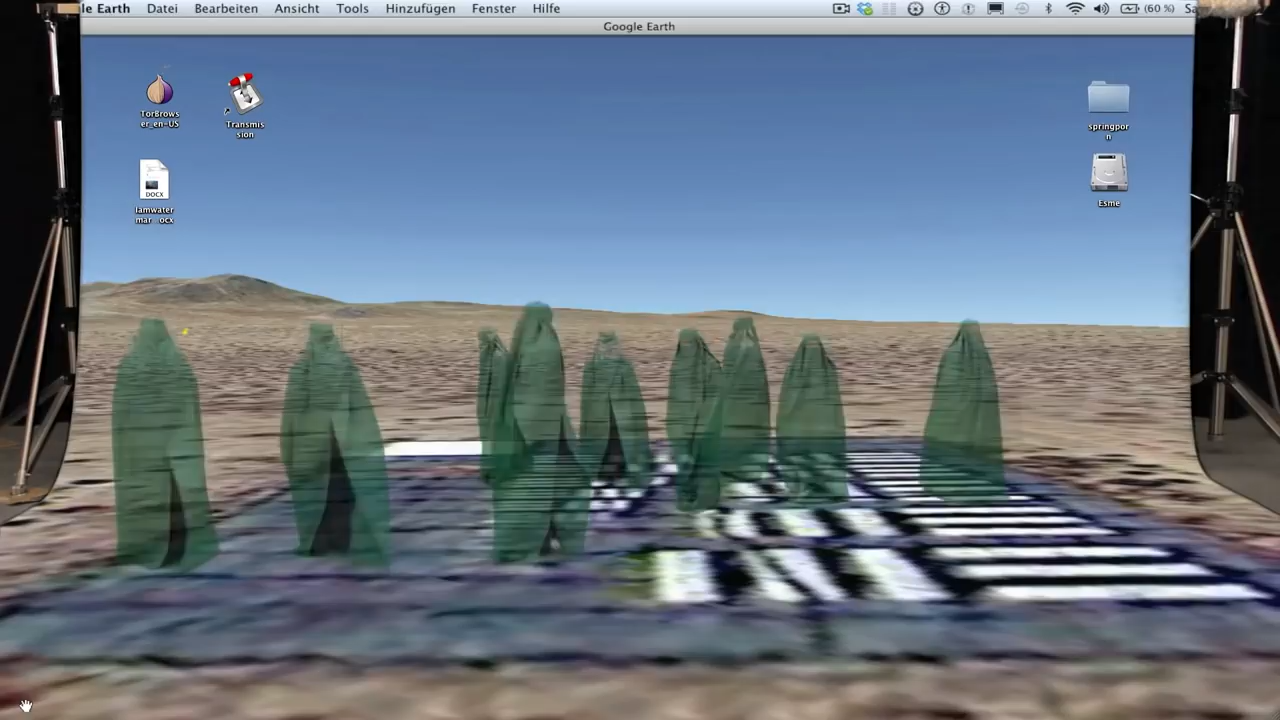 le Earth Datei Bearbeiten Ansicht Tools Hinzufügen Fenster Hilfe (60 %) Sa
Google Earth
TorBrows
er_en-US
Transmis
sion
springpor
n
DOCX
Iamwater
mar...ocx
Esme